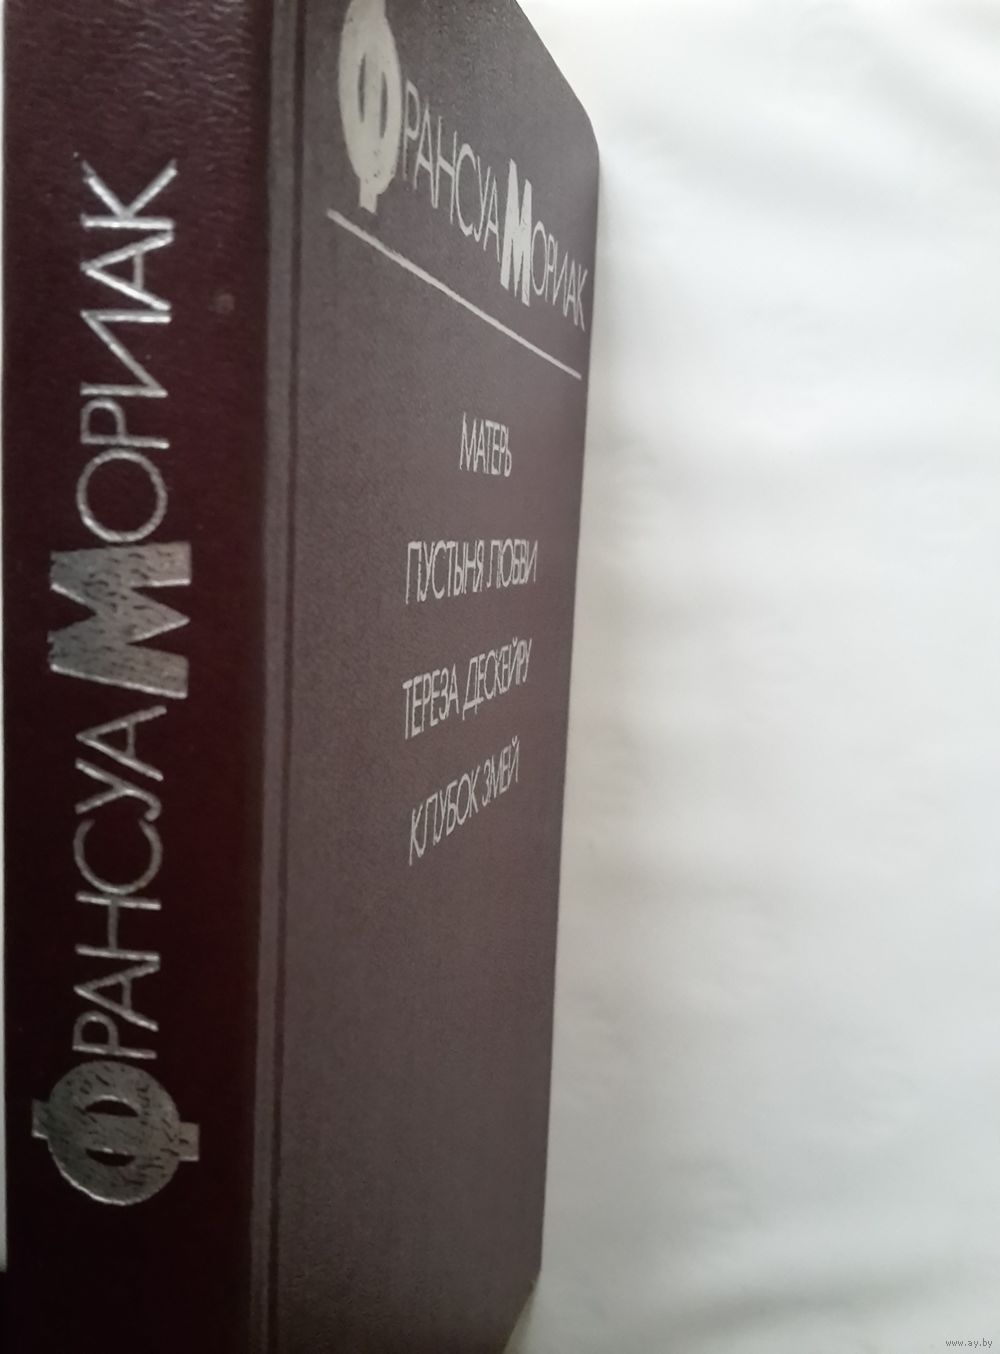 Франсуа Мориак
Франсуа Мориак
Матерь
Пустыня любви
Тереза Дескейру
Клубок змей
www.ay.by